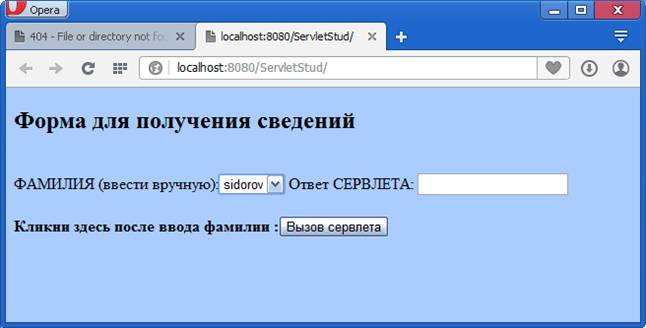 Opera
404 - File or directory not fou
localhost:8080/ServletStud/
localhost:8080/ServletStud/
Форма для получения сведений
ФАМИЛИЯ (ввести вручную): sidorov Ответ СЕРВЛЕТА:
Кликни здесь после ввода фамилии : Вызов сервлета